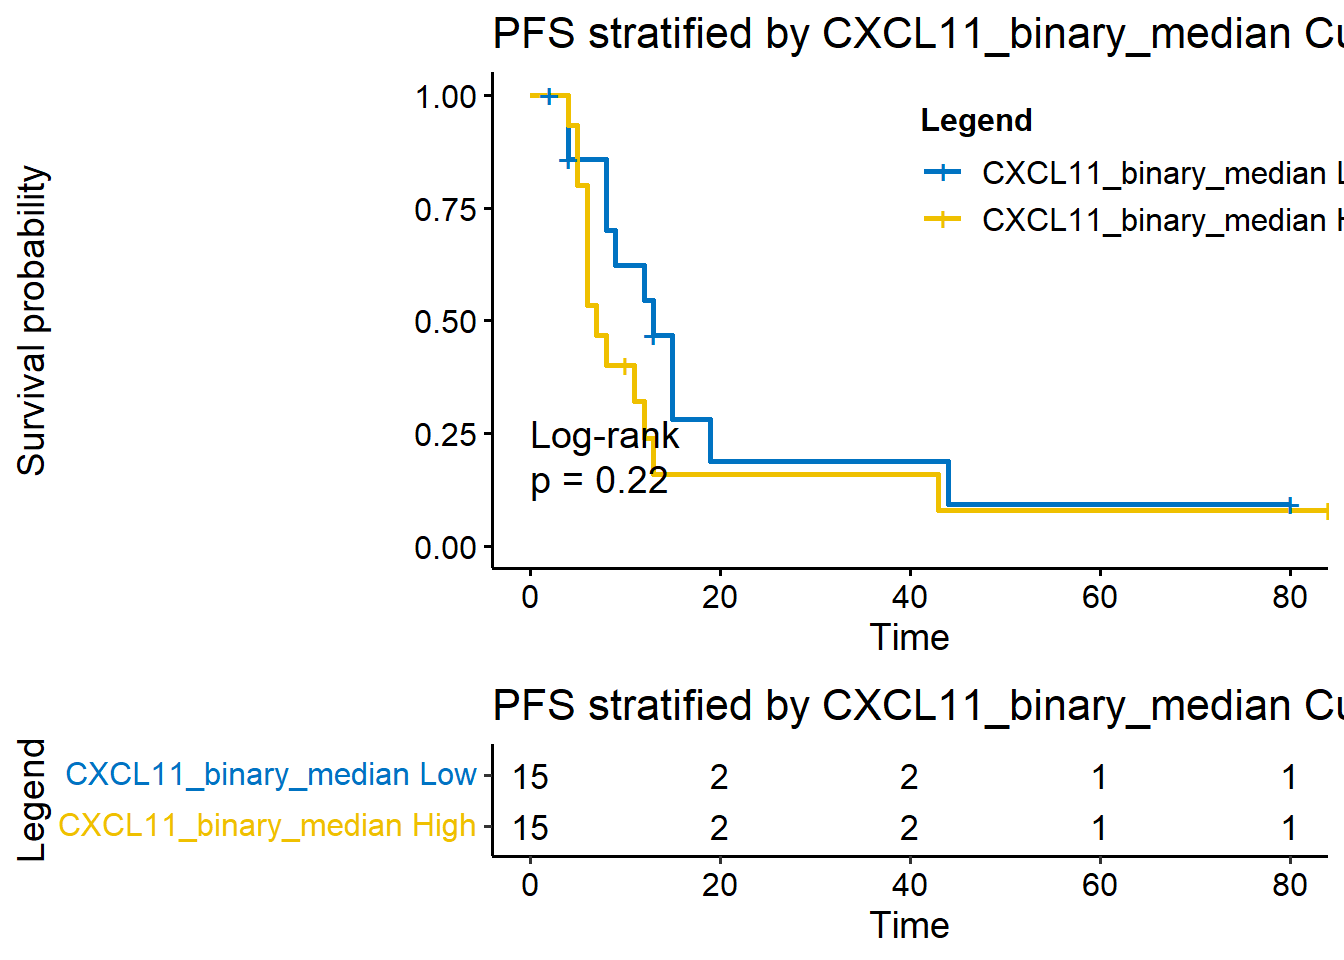 PFS stratified by CXCL11_binary_median Cu
Survival probability
1.00
0.75
0.50
0.25
0.00
Legend
CXCL11_binary_median L
CXCL11_binary_median H
Log-rank
p = 0.22
0 20 40 60 80
Time
PFS stratified by CXCL11_binary_median Cu
Legend
CXCL11_binary_median Low 15 2 2 1 1
CXCL11_binary_median High 15 2 2 1 1
0 20 40 60 80
Time